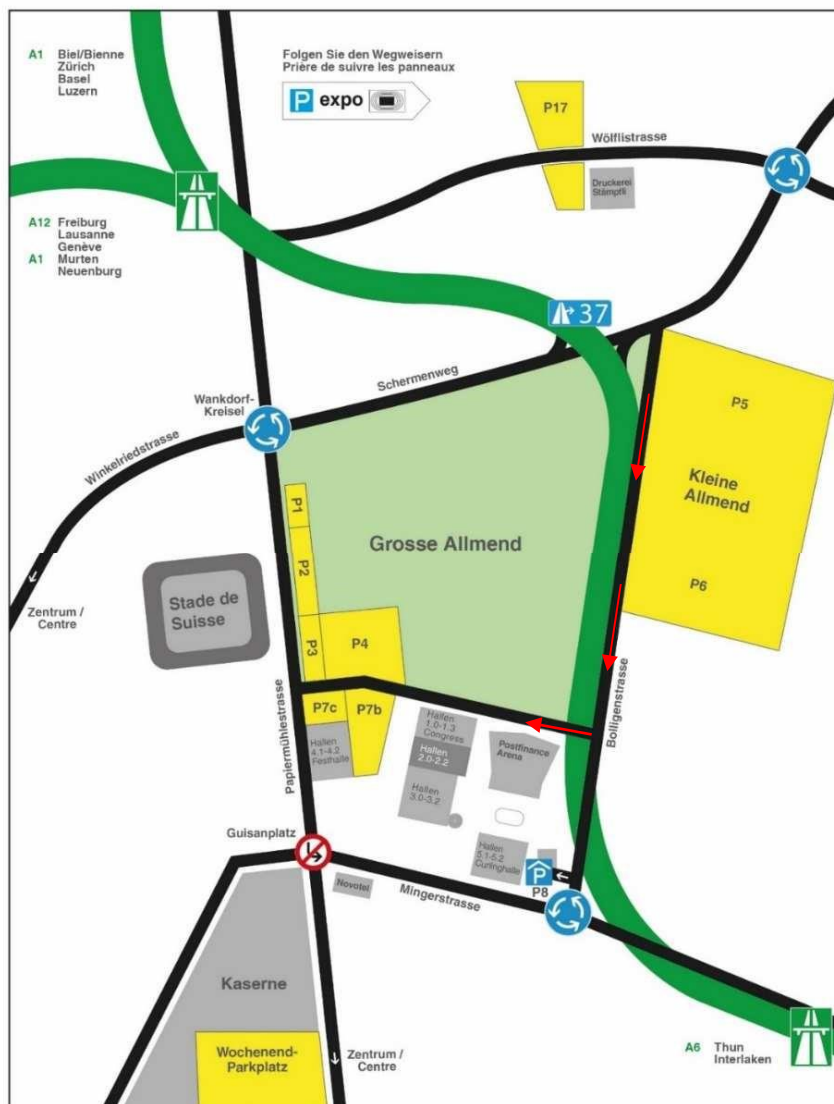 A1 Biel/Bienne
Zürich
Basel
Luzern
Folgen Sie den Wegweisern
Prière de suivre les panneaux
P expo
P17
Wölflistrasse
Druckerei
Stämpfli
A12 Freiburg
Lausanne
Genève
A1 Murten
Neuenburg
37
Schermenweg
Wankdorf-
Kreisel
Winkelriedstrasse
P5
Kleine
Allmend
P6
P1
P2
P3
P4
Grosse Allmend
Zentrum /
Centre
Stade de
Suisse
Papiermühlestrasse
Bolligenstrasse
P7c
P7b
Hallen
4.1-4.2
Festhalle
Hallen
1.0-1.3
Congress
Hallen
2.0-2.2
Hallen
3.0-3.2
Postfinance
Arena
Hallen
5.1-5.2
Curlinghalle
P
P8
Guisanplatz
Novotel
Mingerstrasse
Kaserne
Wochenend-
Parkplatz
Zentrum /
Centre
A6 Thun
Interlaken